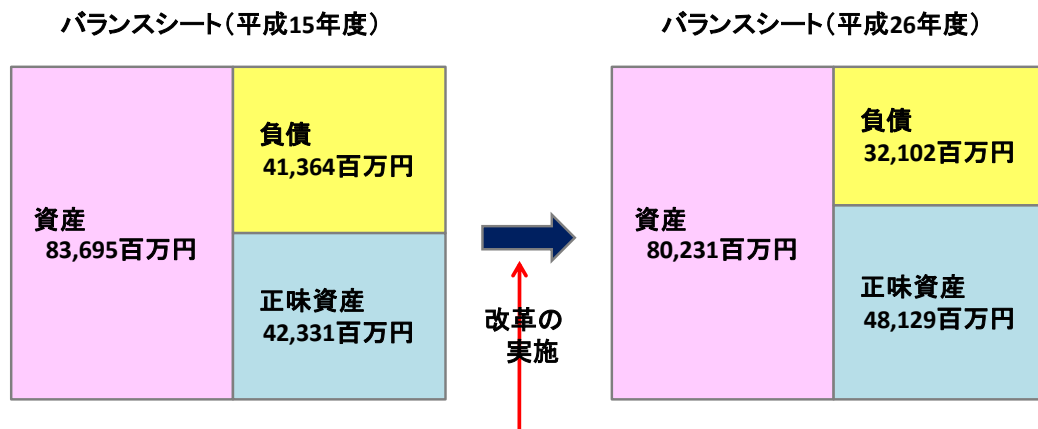 バランスシート(平成15年度)
資産
83,695百万円
負債
41,364百万円
正味資産
42,331百万円
改革の
実施
バランスシート(平成26年度)
資産
80,231百万円
負債
32,102百万円
正味資産
48,129百万円